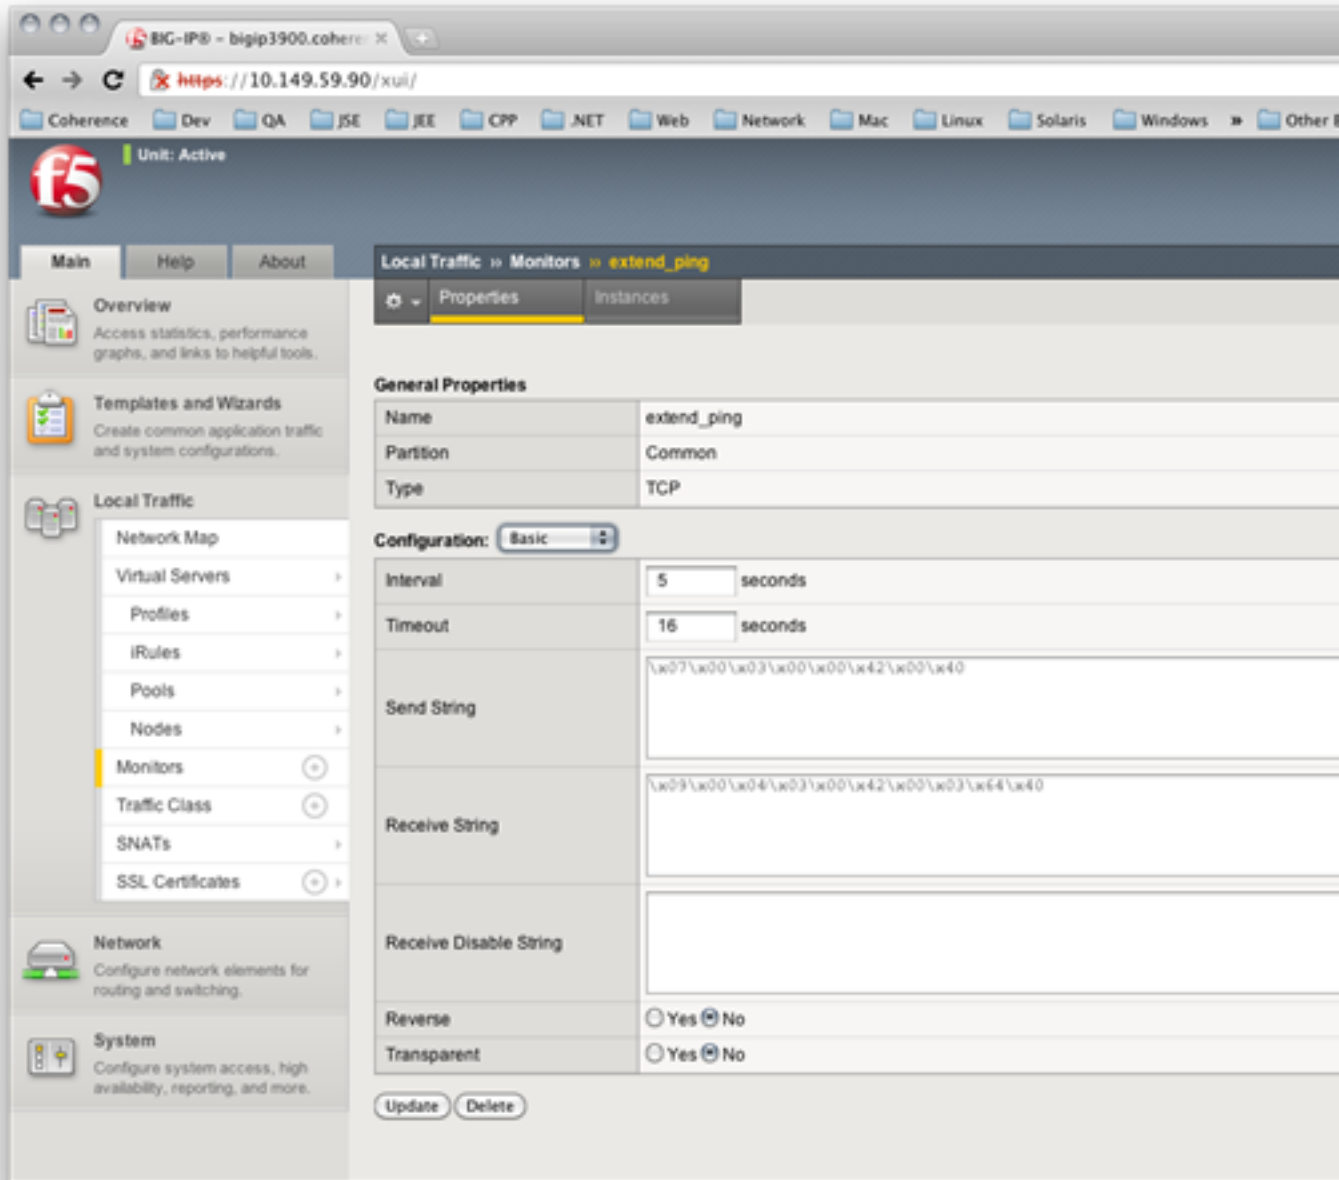 BIG-IP® - bigip3900.cohere
https://10.149.59.90/xui/
Coherence Dev QA JSE JEE CPP .NET Web Network Mac Linux Solaris Windows » Other B
f5
Unit: Active
Main Help About
Local Traffic » Monitors » extend_ping
Properties Instances
Overview
Access statistics, performance
graphs, and links to helpful tools.
Templates and Wizards
Create common application traffic
and system configurations.
Local Traffic
Network Map
Virtual Servers
Profiles
iRules
Pools
Nodes
Monitors
Traffic Class
SNATs
SSL Certificates
Network
Configure network elements for
routing and switching.
System
Configure system access, high
availability, reporting, and more.
General Properties
Name extend_ping
Partition Common
Type TCP
Configuration: Basic
Interval 5 seconds
Timeout 16 seconds
Send String \x07\x00\x03\x00\x00\x42\x00\x40
Receive String \x09\x00\x04\x03\x00\x42\x00\x03\x64\x40
Receive Disable String
Reverse Yes No
Transparent Yes No
Update Delete